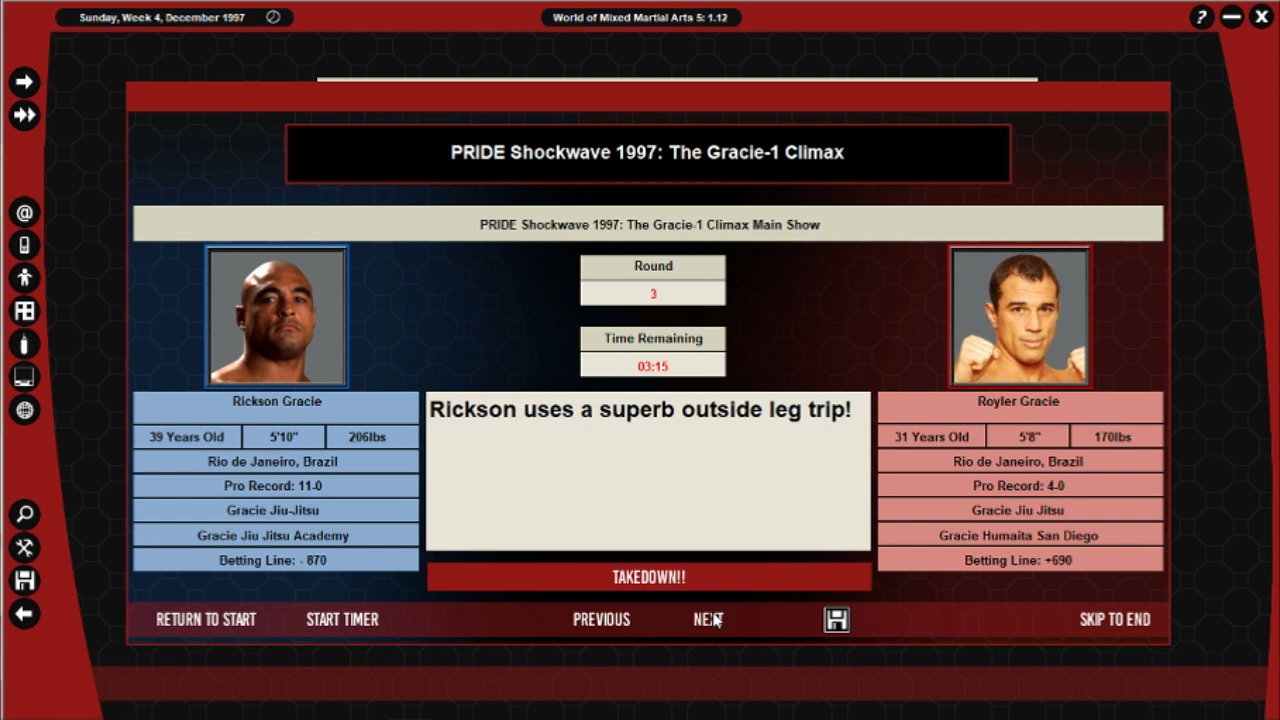 Sunday, Week 4, December 1997
World of Mixed Martial Arts 5: 1.12
?
X
@
PRIDE Shockwave 1997: The Gracie-1 Climax
PRIDE Shockwave 1997: The Gracie-1 Climax Main Show
Round
3
Time Remaining
03:15
Rickson Gracie
39 Years Old
5'10"
206lbs
Rio de Janeiro, Brazil
Pro Record: 11-0
Gracie Jiu-Jitsu
Gracie Jiu Jitsu Academy
Betting Line: - 870
Rickson uses a superb outside leg trip!
TAKEDOWN!!
Royler Gracie
31 Years Old
5'8"
170lbs
Rio de Janeiro, Brazil
Pro Record: 4-0
Gracie Jiu Jitsu
Gracie Humaita San Diego
Betting Line: +690
RETURN TO START
START TIMER
PREVIOUS
NEXT
SKIP TO END